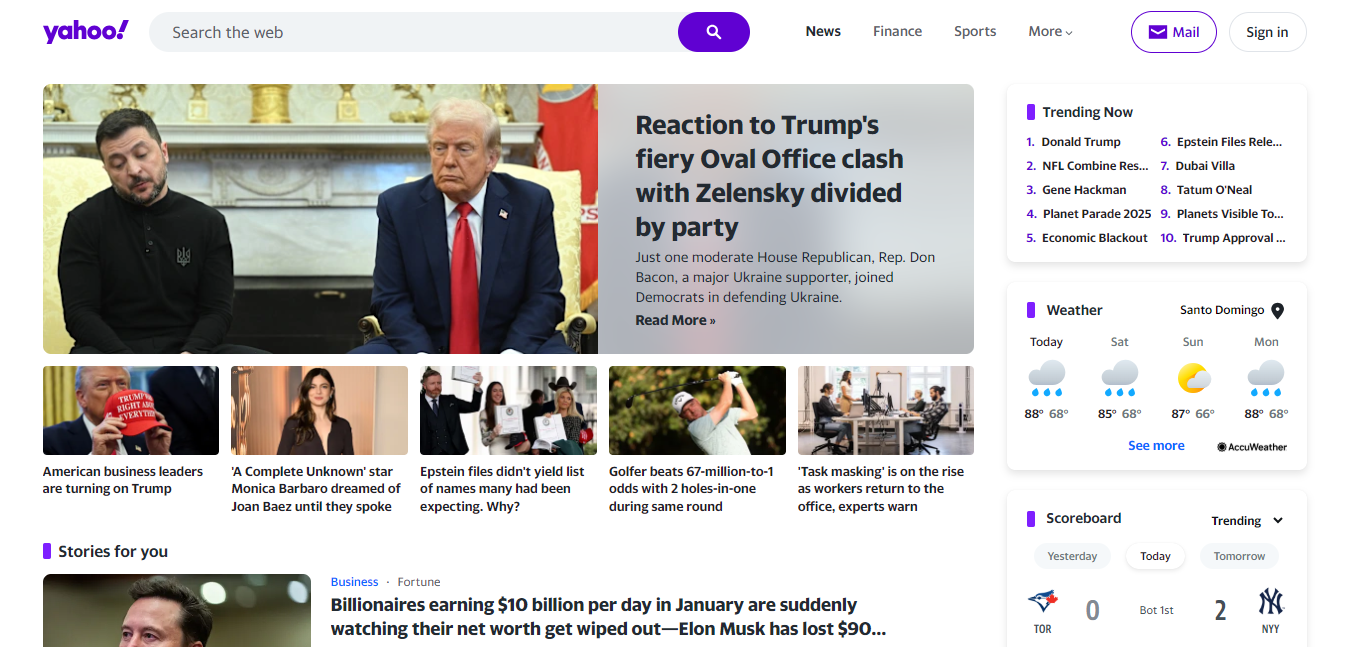 yahoo!
Search the web
News
Finance
Sports
More
Mail
Sign in
Reaction to Trump's
fiery Oval Office clash
with Zelensky divided
by party
Just one moderate House Republican, Rep. Don
Bacon, a major Ukraine supporter, joined
Democrats in defending Ukraine.
Read More »
TRUMP WAS
RIGHT ABOUT
EVERYTHING
American business leaders
are turning on Trump
'A Complete Unknown' star
Monica Barbaro dreamed of
Joan Baez until they spoke
Epstein files didn't yield list
of names many had been
expecting. Why?
Golfer beats 67-million-to-1
odds with 2 holes-in-one
during same round
'Task masking' is on the rise
as workers return to the
office, experts warn
Stories for you
Business · Fortune
Billionaires earning $10 billion per day in January are suddenly
watching their net worth get wiped out—Elon Musk has lost $90...
Trending Now
1. Donald Trump
2. NFL Combine Res...
3. Gene Hackman
4. Planet Parade 2025
5. Economic Blackout
6. Epstein Files Rele...
7. Dubai Villa
8. Tatum O'Neal
9. Planets Visible To...
10. Trump Approval ...
Weather
Santo Domingo
Today Sat Sun Mon
88° 68° 85° 68° 87° 66° 88° 68°
See more
AccuWeather
Scoreboard
Trending
Yesterday Today Tomorrow
TOR 0 Bot 1st 2 NYY